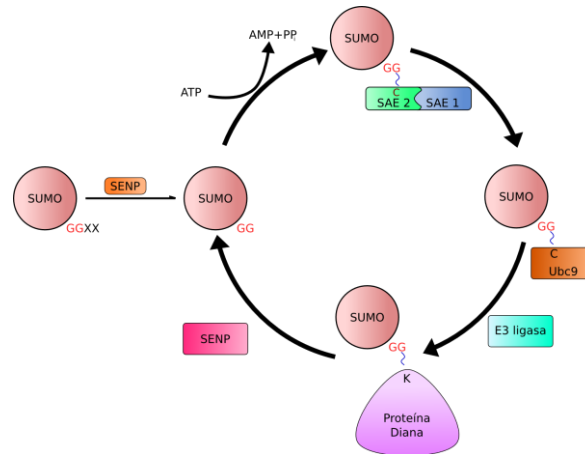 AMP+PPi
SUMO
ATP
GG
C
SAE 2
SAE 1
SENP
SUMO
SUMO
SUMO
GGXX
GG
GG
C
Ubc9
SUMO
E3 ligasa
SENP
GG
K
Proteína
Diana